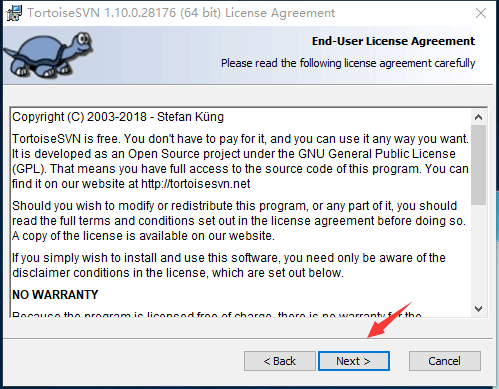 TortoiseSVN 1.10.0.28176 (64 bit) License Agreement
End-User License Agreement
Please read the following license agreement carefully
Copyright (C) 2003-2018 - Stefan Küng
TortoiseSVN is free. You don't have to pay for it, and you can use it any way you want.
It is developed as an Open Source project under the GNU General Public License
(GPL). That means you have full access to the source code of this program. You can
find it on our website at http://tortoisesvn.net
Should you wish to modify or redistribute this program, or any part of it, you should
read the full terms and conditions set out in the license agreement before doing so.
A copy of the license is available on our website.
If you simply wish to install and use this software, you need only be aware of the
disclaimer conditions in the license, which are set out below.
NO WARRANTY
Because the program is licensed free of charge, there is no warranty for the
< Back
Next >
Cancel